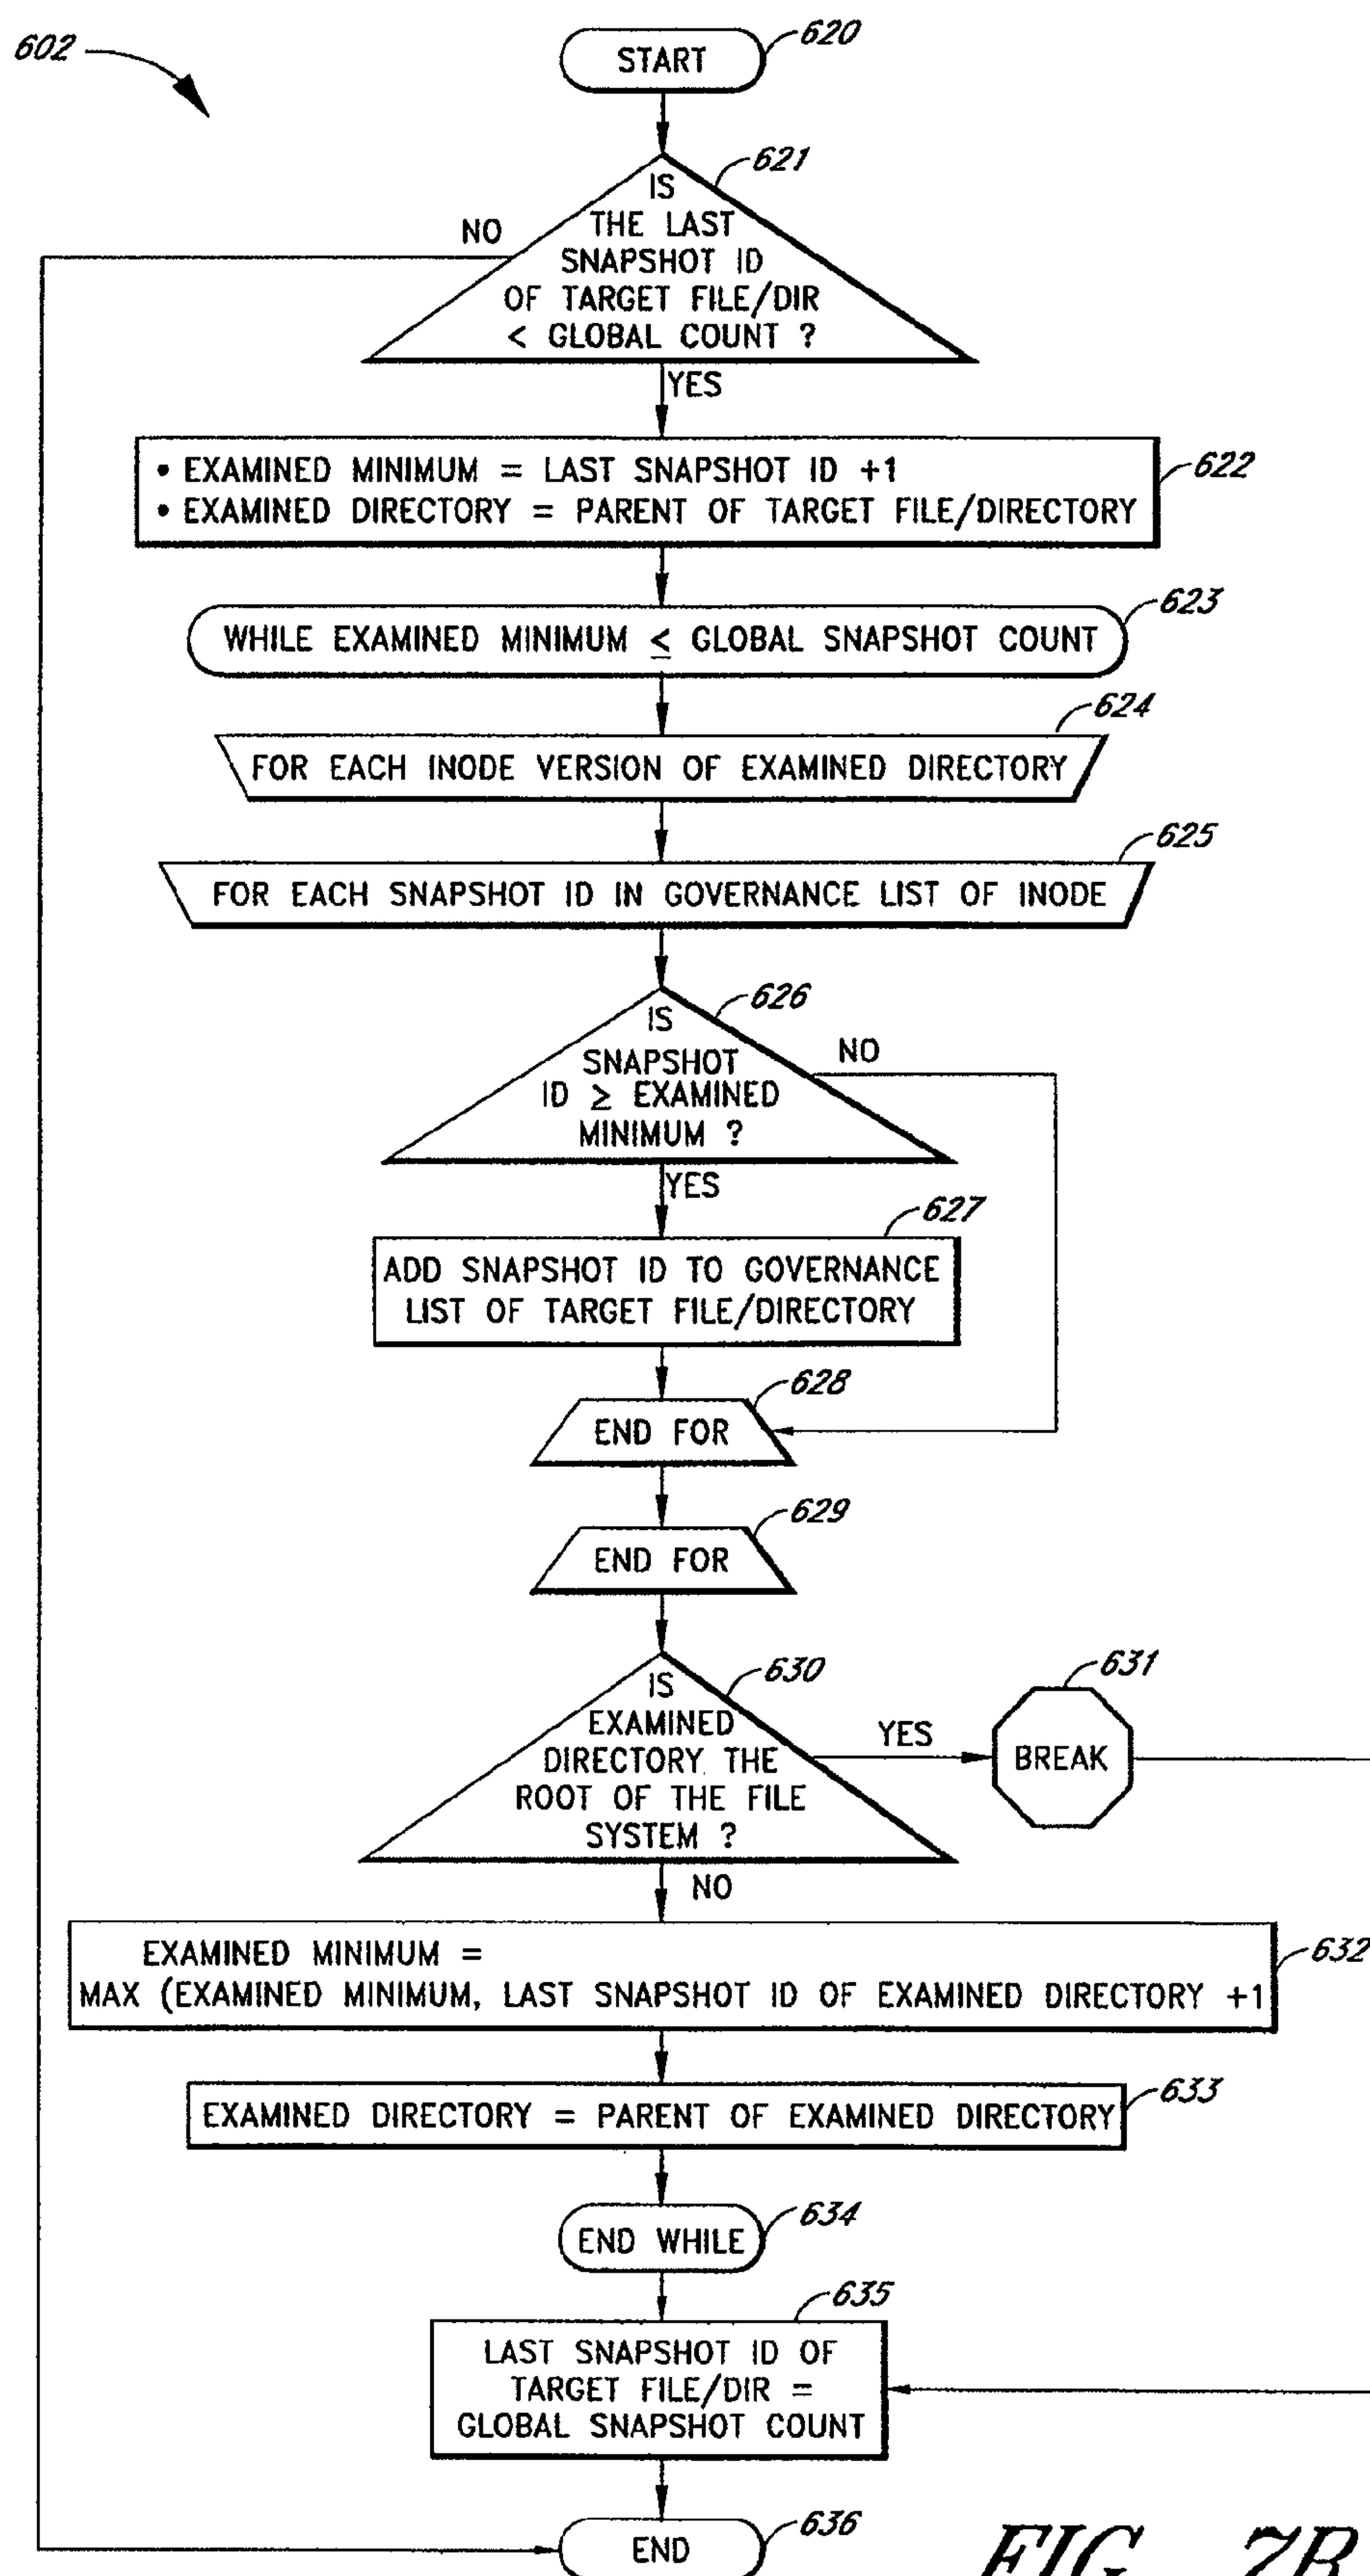 602
START
620
621
IS
THE LAST
SNAPSHOT ID
OF TARGET FILE/DIR
< GLOBAL COUNT ?
NO
YES
• EXAMINED MINIMUM = LAST SNAPSHOT ID +1
• EXAMINED DIRECTORY = PARENT OF TARGET FILE/DIRECTORY
622
623
WHILE EXAMINED MINIMUM ≤ GLOBAL SNAPSHOT COUNT
624
FOR EACH INODE VERSION OF EXAMINED DIRECTORY
625
FOR EACH SNAPSHOT ID IN GOVERNANCE LIST OF INODE
626
IS
SNAPSHOT
ID ≥ EXAMINED
MINIMUM ?
NO
YES
627
ADD SNAPSHOT ID TO GOVERNANCE
LIST OF TARGET FILE/DIRECTORY
628
END FOR
629
END FOR
630
IS
EXAMINED
DIRECTORY THE
ROOT OF THE FILE
SYSTEM ?
YES
631
BREAK
NO
EXAMINED MINIMUM =
MAX (EXAMINED MINIMUM, LAST SNAPSHOT ID OF EXAMINED DIRECTORY +1
632
EXAMINED DIRECTORY = PARENT OF EXAMINED DIRECTORY
633
END WHILE
634
635
LAST SNAPSHOT ID OF
TARGET FILE/DIR =
GLOBAL SNAPSHOT COUNT
END
636
FIG. 7B